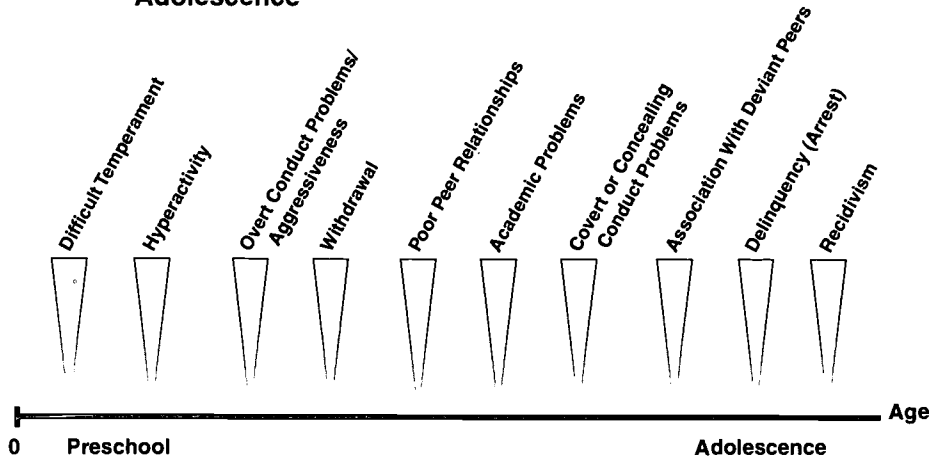 Adolescence
Difficult Temperament
Hyperactivity
Overt Conduct Problems/
Aggressiveness
Withdrawal
Poor Peer Relationships
Academic Problems
Covert or Concealing
Conduct Problems
Association With Deviant Peers
Delinquency (Arrest)
Recidivism
Age
0
Preschool
Adolescence